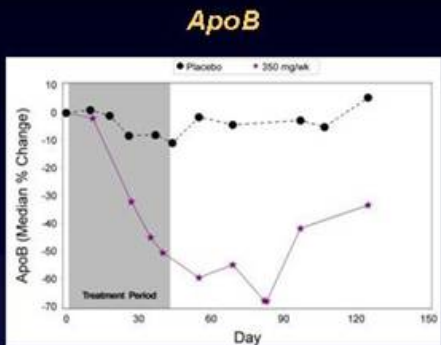 ApoB
Placebo 350 mg/wk
10
0
-10
-20
-30
-40
-50
-60
-70
ApoB (Median % Change)
Treatment Period
0 30 60 90 120 150
Day